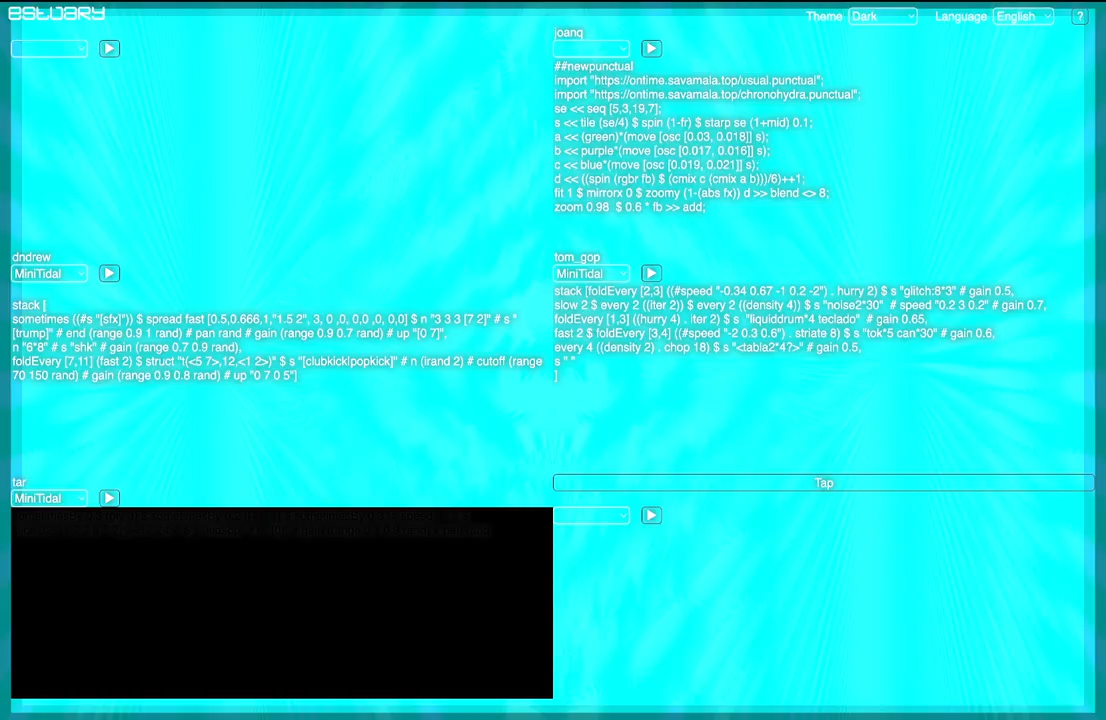 estuary
Theme Dark Language English ?
joanq
##newpunctual
import "https://ontime.savamala.top/usual.punctual";
import "https://ontime.savamala.top/chronohydra.punctual";
se << seq [5,3,19,7];
s << tile (se/4) $ spin (1-fr) $ starp se (1+mid) 0.1;
a << (green)*(move [osc [0.03, 0.018]] s);
b << purple*(move [osc [0.017, 0.016]] s);
c << blue*(move [osc [0.019, 0.021]] s);
d << ((spin (rgbr fb) $ (cmix c (cmix a b)))/6)++1;
fit 1 $ mirrorx 0 $ zoomy (1-(abs fx)) d >> blend <> 8;
zoom 0.98  $ 0.6 * fb >> add;
dndrew
MiniTidal
stack [
sometimes ((#s "[sfx]")) $ spread fast [0.5,0.666,1,"1.5 2", 3, 0 ,0, 0,0 ,0, 0,0] $ n "3 3 3 [7 2]" # s "
[trump]" # end (range 0.9 1 rand) # pan rand # gain (range 0.9 0.7 rand) # up "[0 7]",
n "6*8" # s "shk" # gain (range 0.7 0.9 rand),
foldEvery [7,11] (fast 2) $ struct "t(<5 7>,12,<1 2>)" $ s "[clubkick|popkick]" # n (irand 2) # cutoff (range
70 150 rand) # gain (range 0.9 0.8 rand) # up "0 7 0 5"]
tom_gop
MiniTidal
stack [foldEvery [2,3] ((#speed "-0.34 0.67 -1 0.2 -2") . hurry 2) $ s "glitch:8*3" # gain 0.5,
slow 2 $ every 2 ((iter 2)) $ every 2 ((density 4)) $ s "noise2*30"  # speed "0.2 3 0.2" # gain 0.7,
foldEvery [1,3] ((hurry 4) . iter 2) $ s  "liquiddrum*4 teclado"  # gain 0.65,
fast 2 $ foldEvery [3,4] ((#speed "-2 0.3 0.6") . striate 8) $ s "tok*5 can*30" # gain 0.6,
every 4 ((density 2) . chop 18) $ s "<tabla2*4?>" # gain 0.5,
s " "
]
tar
MiniTidal
Tap